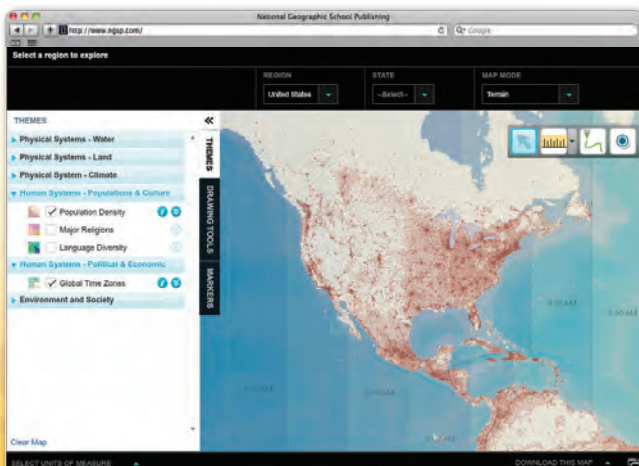 National Geographic School Publishing
http://www.ngsp.com/
Google
Select a region to explore
REGION
STATE
MAP MODE
United States
--Select--
Terrain
THEMES
Physical Systems - Water
Physical Systems - Land
Physical System - Climate
Human Systems - Populations & Culture
Population Density
Major Religions
Language Diversity
Human Systems - Political & Economic
Global Time Zones
Environment and Society
THEMES
DRAWING TOOLS
MARKERS
Clear Map
SELECT UNITS OF MEASURE
DOWNLOAD THIS MAP